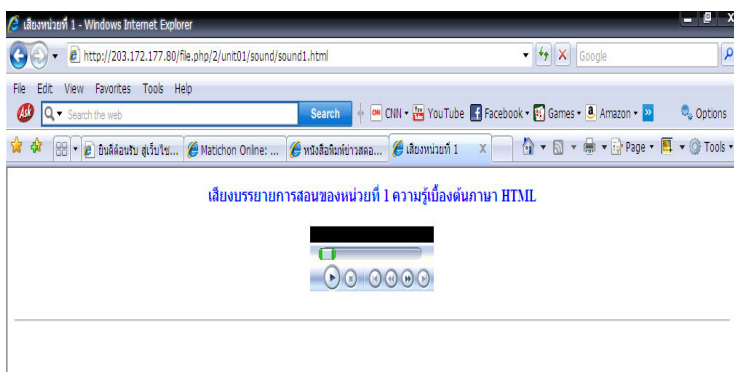 เสียงหน่วยที่ 1 - Windows Internet Explorer
http://203.172.177.80/file.php/2/unit01/sound/sound1.html
Google
File Edit View Favorites Tools Help
Ask Search the web Search CNN YouTube Facebook Games Amazon Options
ยินดีต้อนรับ สู่เว็บไซ... Matichon Online: ... หนังสือพิมพ์ข่าวสดออ... เสียงหน่วยที่ 1 X Page Tools
เสียงบรรยายการสอนของหน่วยที่ 1 ความรู้เบื้องต้นภาษา HTML